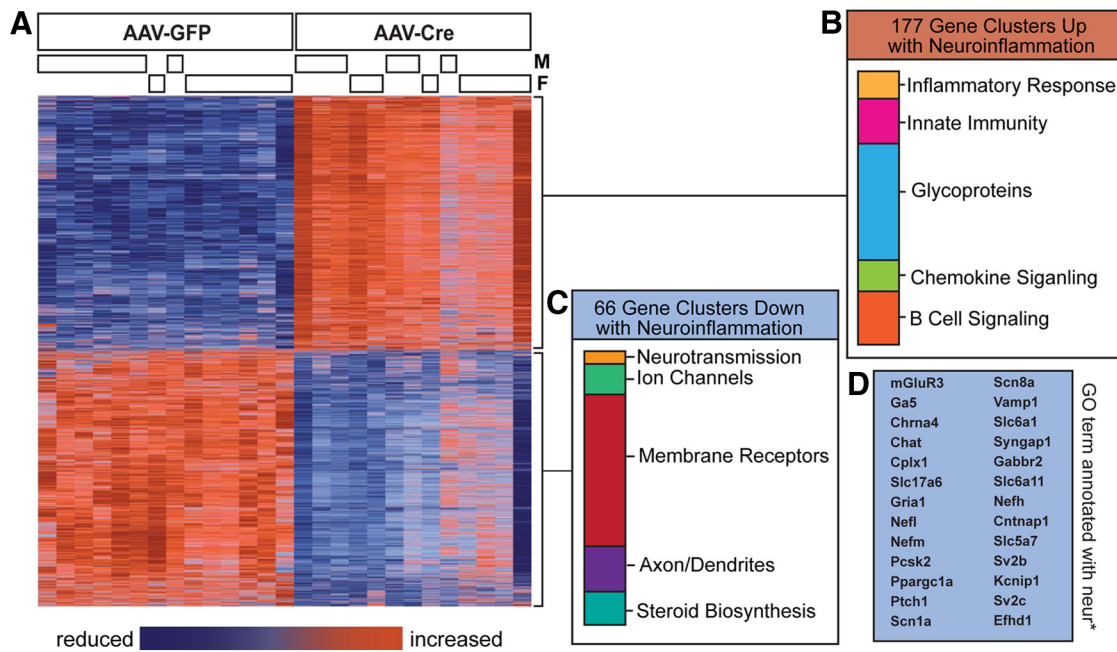 A
AAV-GFP
AAV-Cre
M
F
reduced
increased
B
177 Gene Clusters Up
with Neuroinflammation
Inflammatory Response
Innate Immunity
Glycoproteins
Chemokine Siganling
B Cell Signaling
C
66 Gene Clusters Down
with Neuroinflammation
Neurotransmission
Ion Channels
Membrane Receptors
Axon/Dendrites
Steroid Biosynthesis
D
mGluR3
Ga5
Chrna4
Chat
Cplx1
Slc17a6
Gria1
Nefl
Nefm
Pcsk2
Ppargc1a
Ptch1
Scn1a
Scn8a
Vamp1
Slc6a1
Syngap1
Gabbr2
Slc6a11
Nefh
Cntnap1
Slc5a7
Sv2b
Kcnip1
Sv2c
Efhd1
GO term annotated with neur*